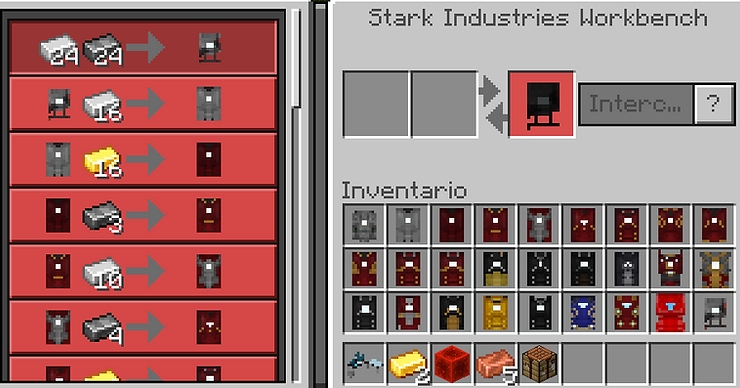 24 24
16
16
3
10
4
Stark Industries Workbench
Interc... ?
Inventario
2 5